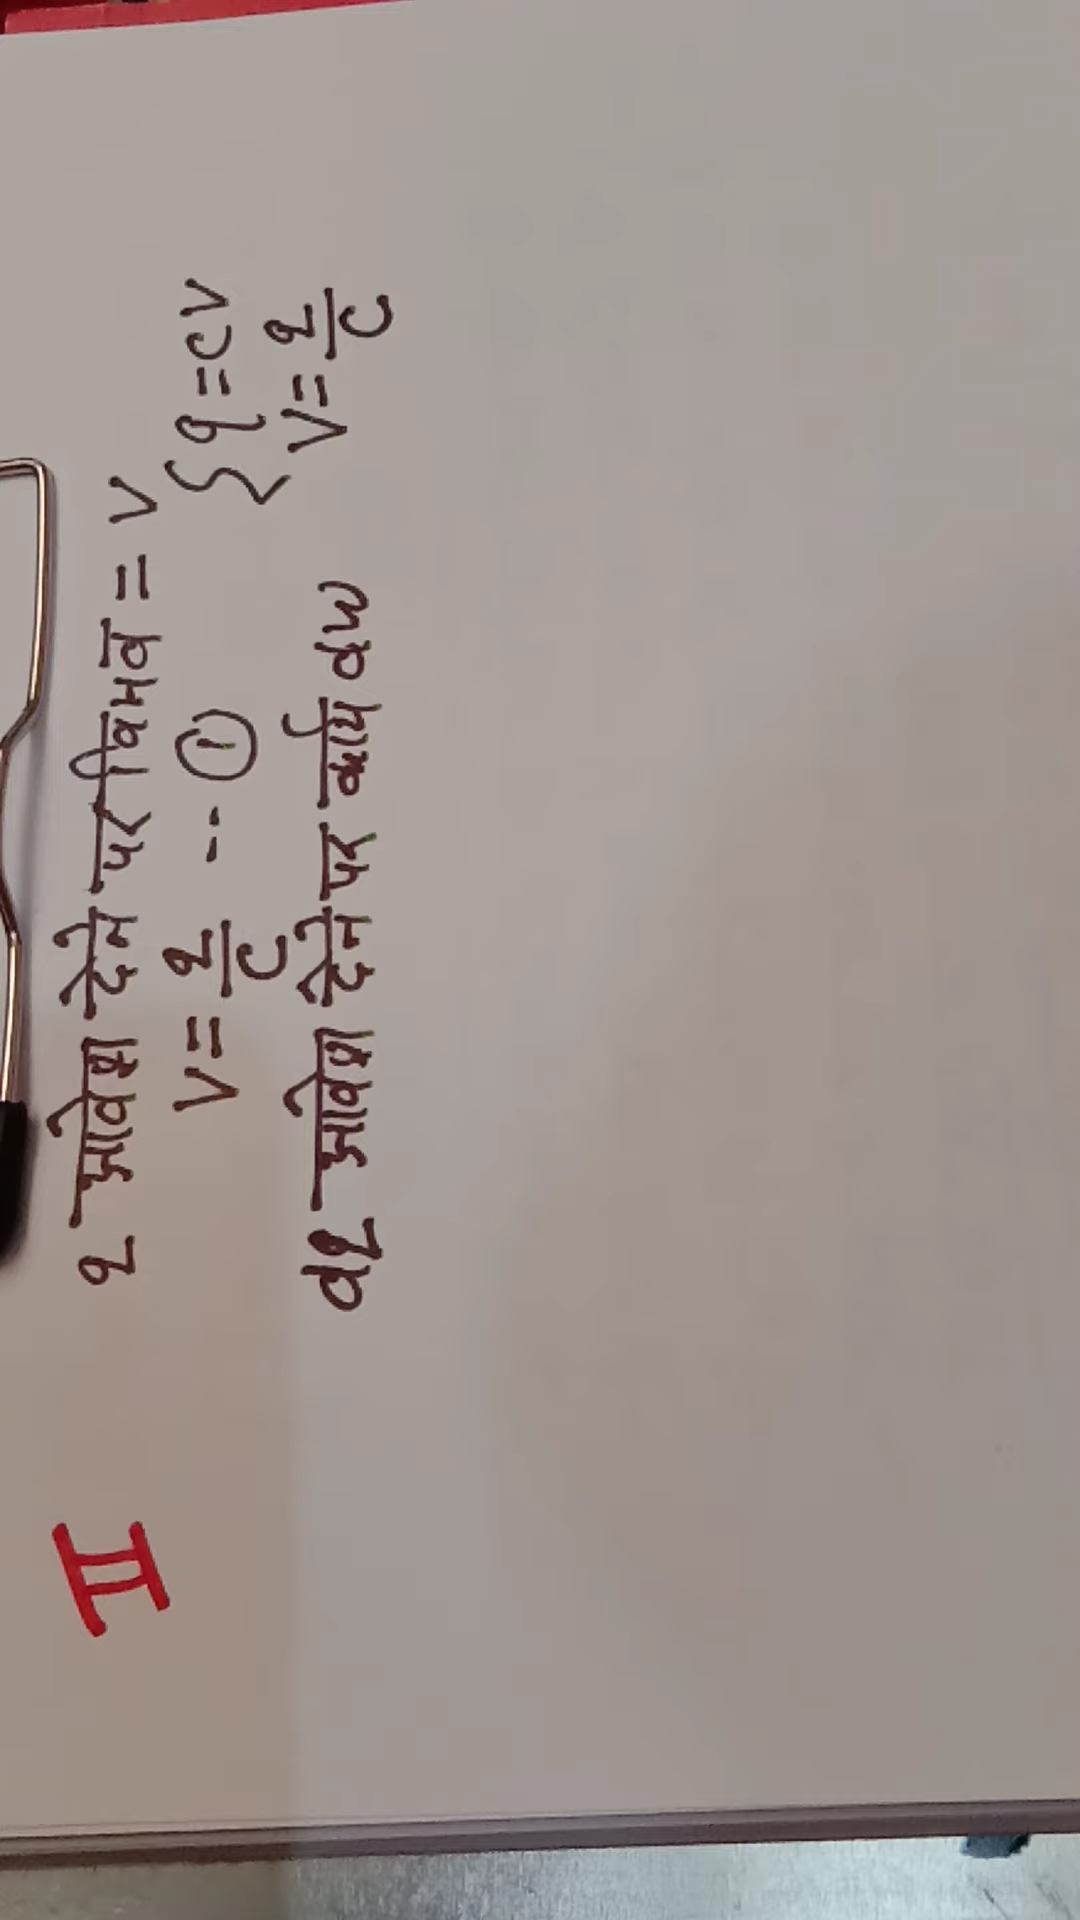 II
q आवेश देने पर विभव = V
V = q/C -- ① { q = CV
V = q/C
dq आवेश देने पर कार्य dw